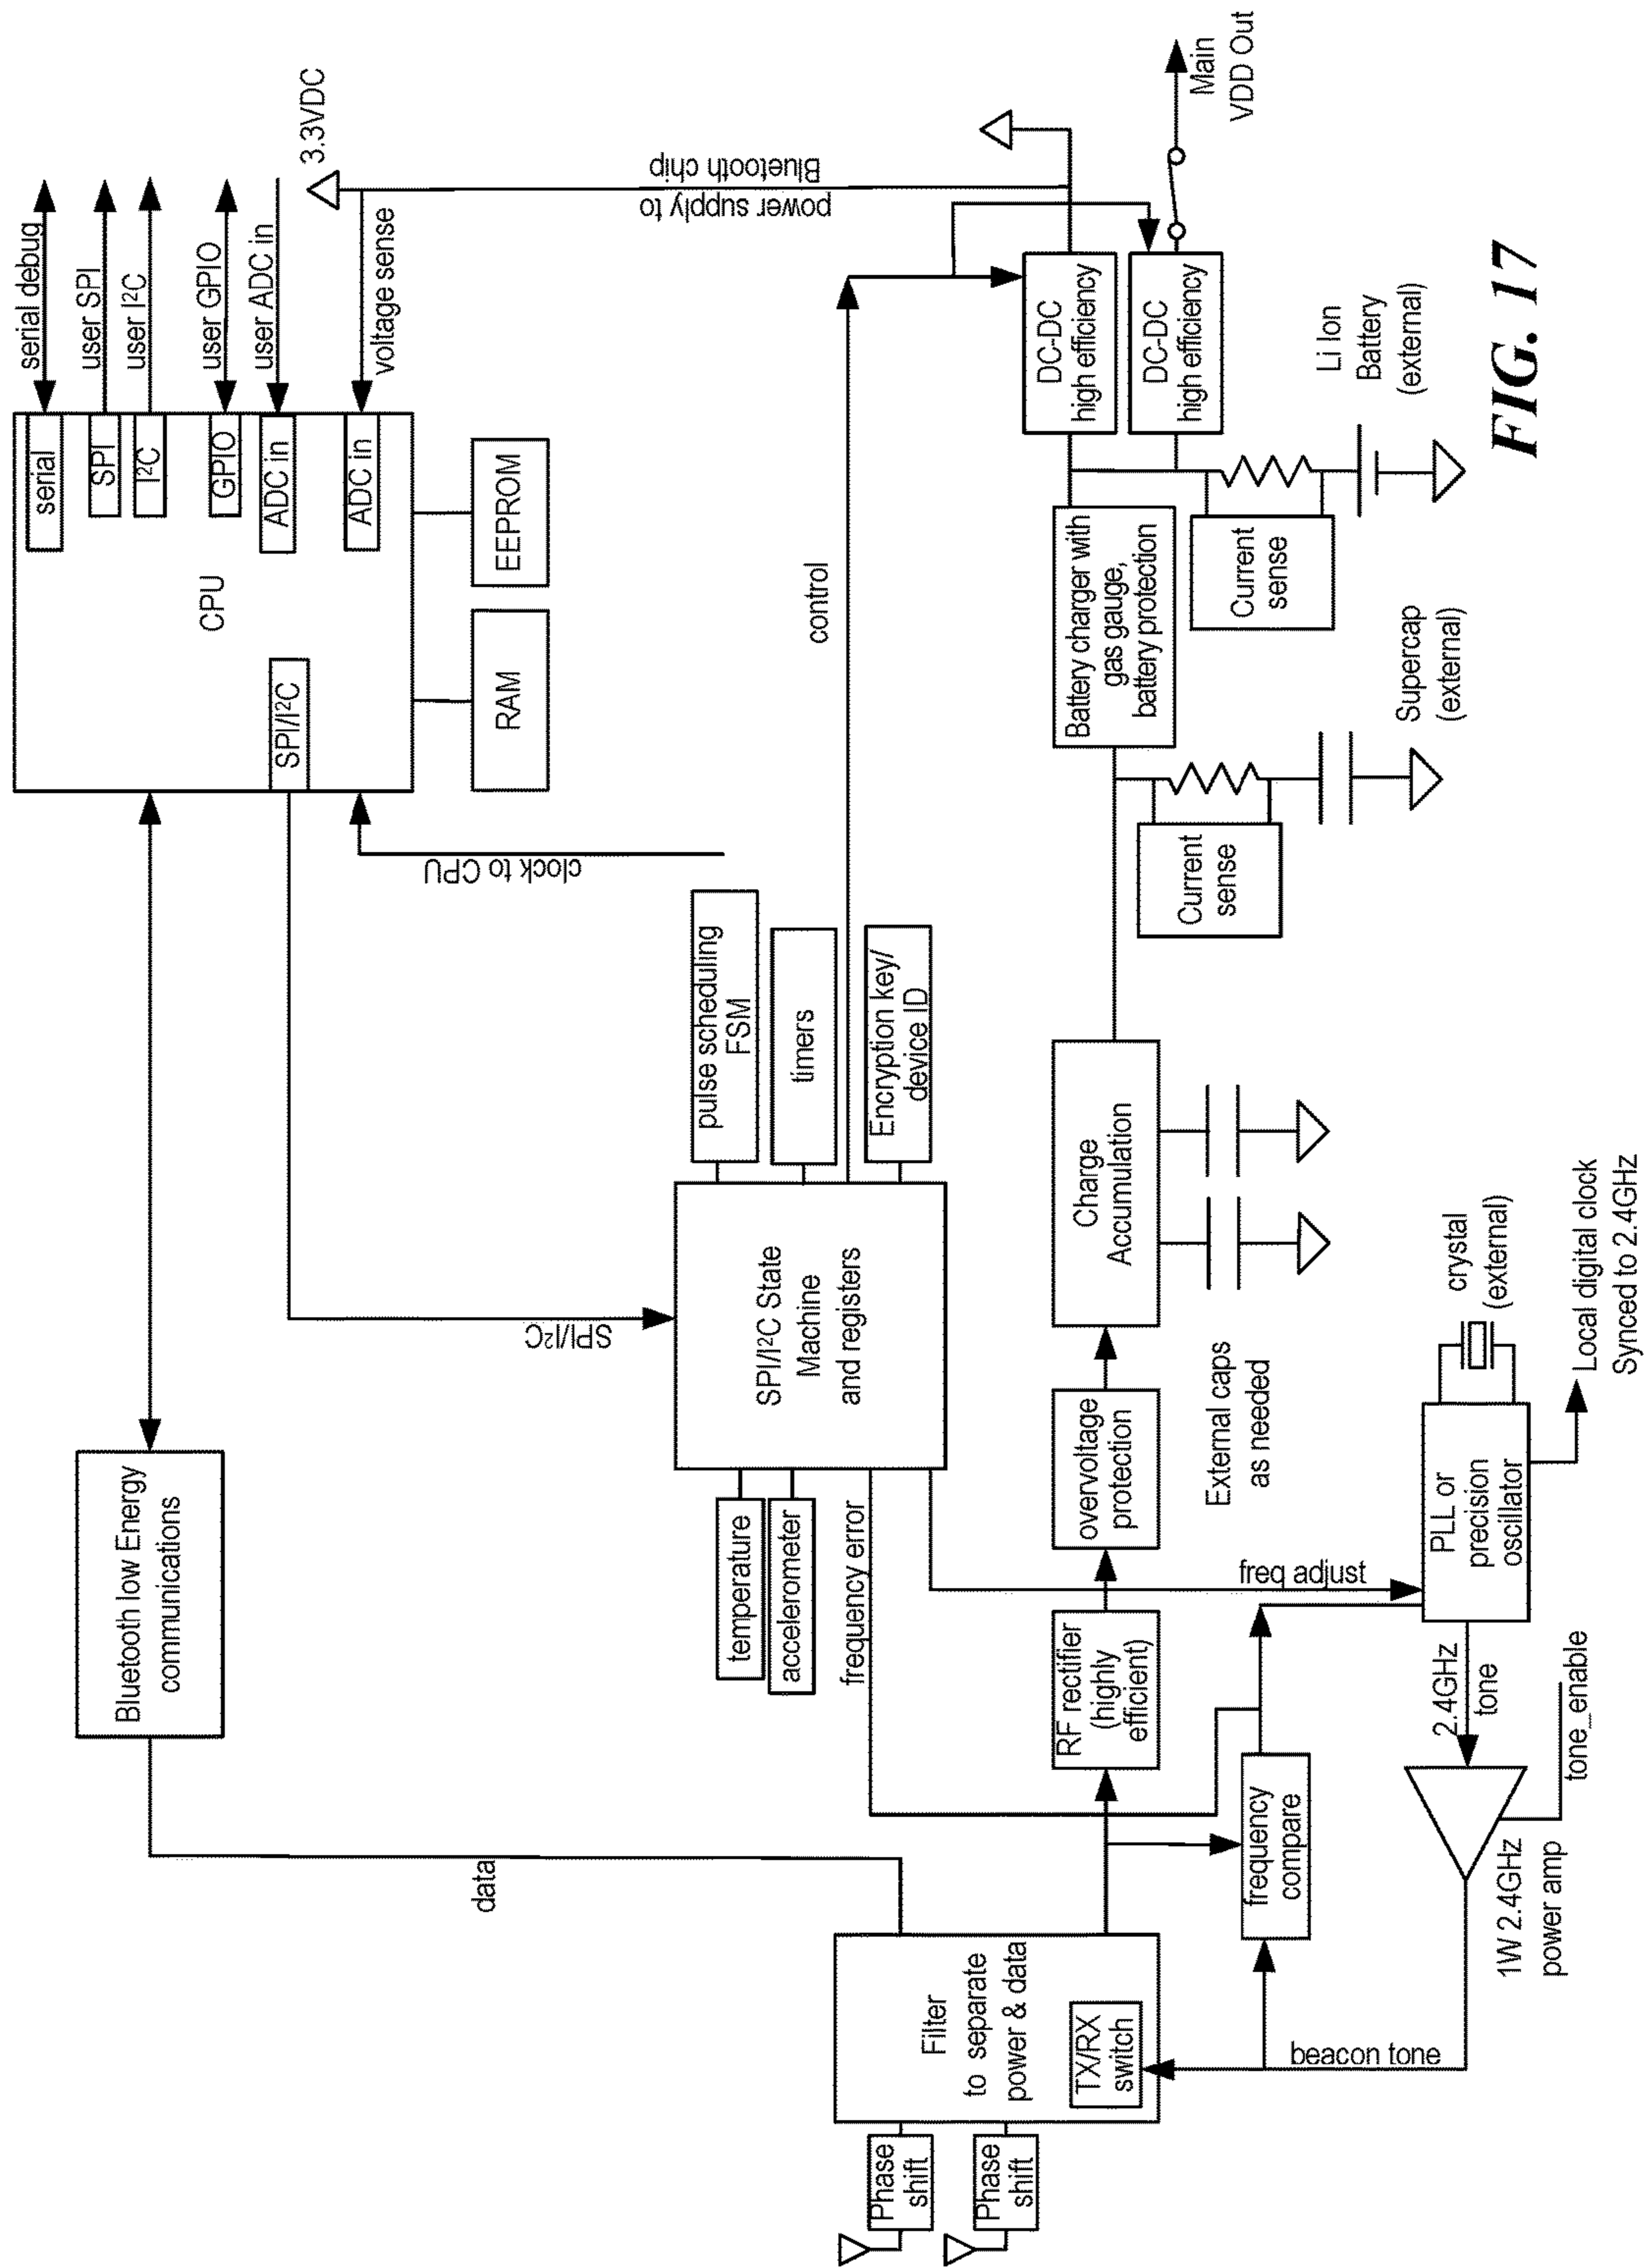 Bluetooth low Energy
communications
data
SPI/I²C
CPU
serial
SPI
I²C
GPIO
ADC in
ADC in
SPI/I²C
serial debug
user SPI
user I²C
user GPIO
user ADC in
voltage sense
3.3VDC
RAM
EEPROM
clock to CPU
power supply to
Bluetooth chip
temperature
accelerometer
frequency error
SPI/I²C State
Machine
and registers
pulse scheduling
FSM
timers
Encryption key/
device ID
control
Phase
shift
Phase
shift
Filter
to separate
power & data
TX/RX
switch
RF rectifier
(highly
efficient)
overvoltage
protection
Charge
Accumulation
External caps
as needed
Battery charger with
gas gauge,
battery protection
Current
sense
Supercap
(external)
Current
sense
Li Ion
Battery
(external)
DC-DC
high efficiency
DC-DC
high efficiency
Main
VDD Out
frequency
compare
freq adjust
beacon tone
1W 2.4GHz
power amp
2.4GHz
tone
tone_enable
PLL or
precision
oscillator
crystal
(external)
Local digital clock
Synced to 2.4GHz
FIG. 17